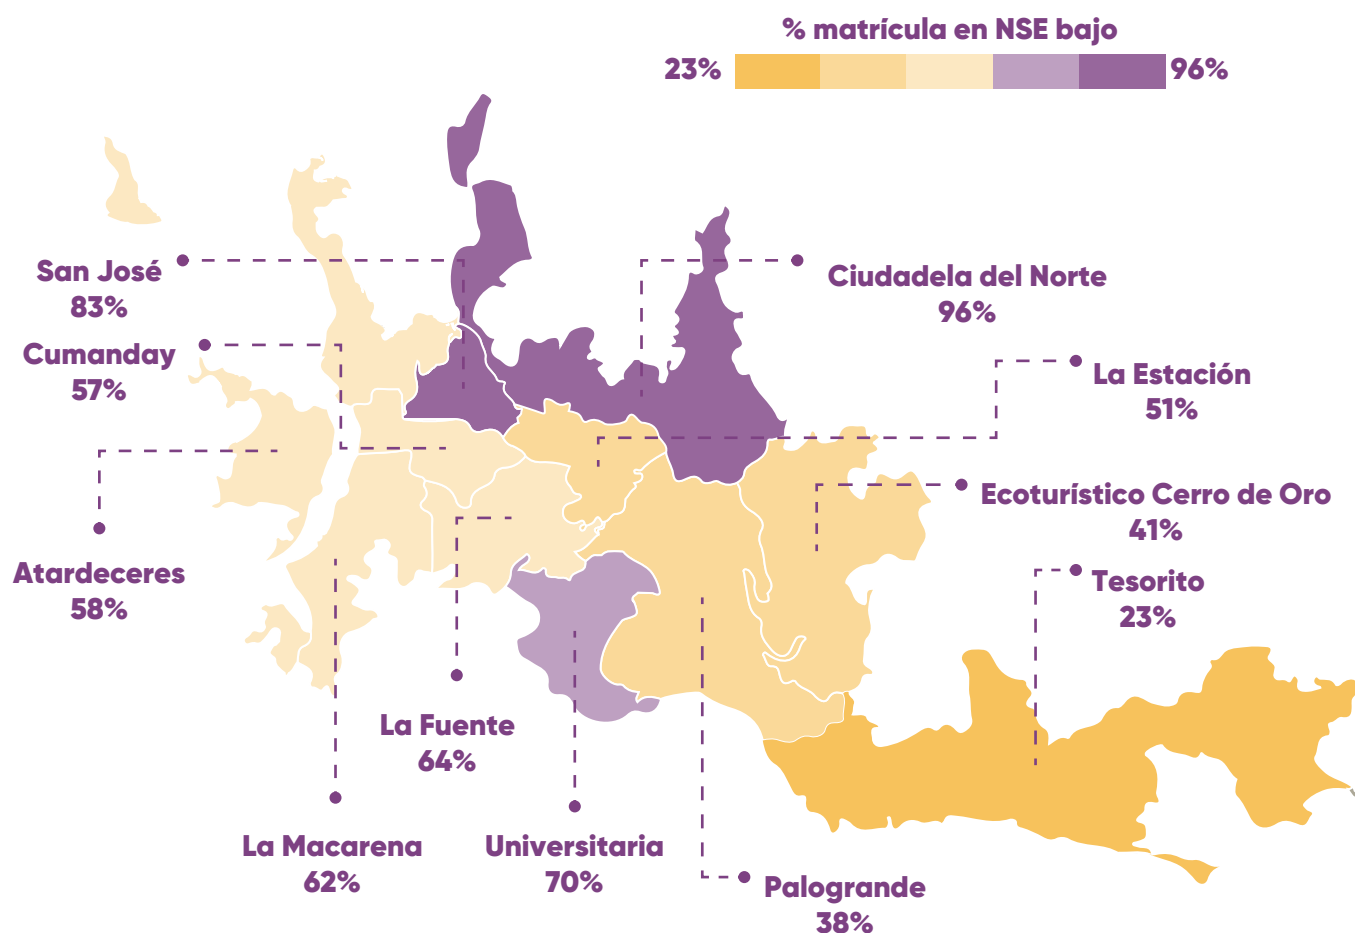 % matrícula en NSE bajo
23%
96%
San José
83%
Ciudadela del Norte
96%
Cumanday
57%
La Estación
51%
Ecoturístico Cerro de Oro
41%
Atardeceres
58%
Tesorito
23%
La Fuente
64%
La Macarena
62%
Universitaria
70%
Palogrande
38%